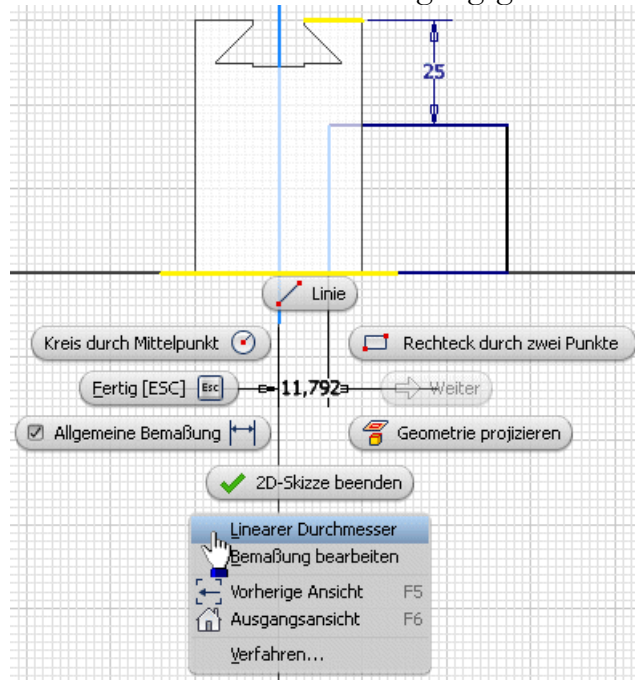 25
Linie
Kreis durch Mittelpunkt
Rechteck durch zwei Punkte
Fertig [ESC] Esc 11,792 Weiter
Allgemeine Bemaßung
Geometrie projizieren
2D-Skizze beenden
Linearer Durchmesser
Bemaßung bearbeiten
Vorherige Ansicht F5
Ausgangsansicht F6
Verfahren...